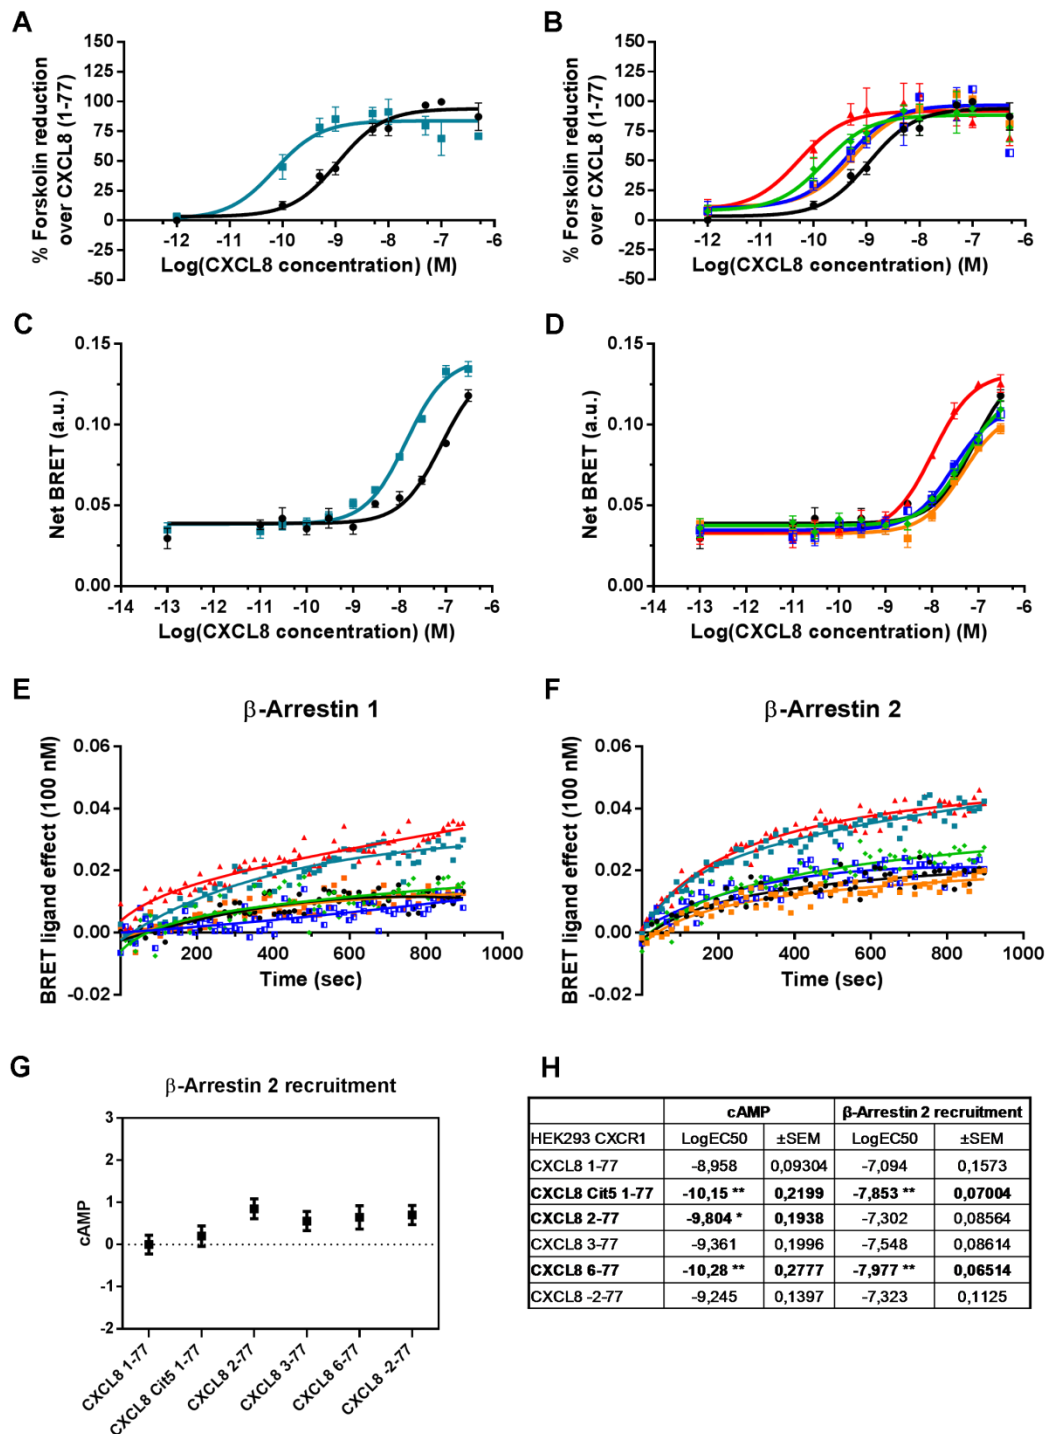 A
B
% Forskolin reduction
over CXCL8 (1-77)
150
125
100
75
50
25
0
-25
-50
-12 -11 -10 -9 -8 -7 -6
Log(CXCL8 concentration) (M)
% Forskolin reduction
over CXCL8 (1-77)
150
125
100
75
50
25
0
-25
-50
-12 -11 -10 -9 -8 -7 -6
Log(CXCL8 concentration) (M)
C
D
Net BRET (a.u.)
0.15
0.10
0.05
0.00
-14 -13 -12 -11 -10 -9 -8 -7 -6
Log(CXCL8 concentration) (M)
Net BRET (a.u.)
0.15
0.10
0.05
0.00
-14 -13 -12 -11 -10 -9 -8 -7 -6
Log(CXCL8 concentration) (M)
E
β-Arrestin 1
BRET ligand effect (100 nM)
0.06
0.04
0.02
0.00
-0.02
200 400 600 800 1000
Time (sec)
F
β-Arrestin 2
BRET ligand effect (100 nM)
0.06
0.04
0.02
0.00
-0.02
200 400 600 800 1000
Time (sec)
G
β-Arrestin 2 recruitment
cAMP
3
2
1
0
-1
-2
CXCL8 1-77
CXCL8 Cit5 1-77
CXCL8 2-77
CXCL8 3-77
CXCL8 6-77
CXCL8 -2-77
H
cAMP β-Arrestin 2 recruitment
HEK293 CXCR1 LogEC50 ±SEM LogEC50 ±SEM
CXCL8 1-77 -8,958 0,09304 -7,094 0,1573
CXCL8 Cit5 1-77 -10,15 ** 0,2199 -7,853 ** 0,07004
CXCL8 2-77 -9,804 * 0,1938 -7,302 0,08564
CXCL8 3-77 -9,361 0,1996 -7,548 0,08614
CXCL8 6-77 -10,28 ** 0,2777 -7,977 ** 0,06514
CXCL8 -2-77 -9,245 0,1397 -7,323 0,1125